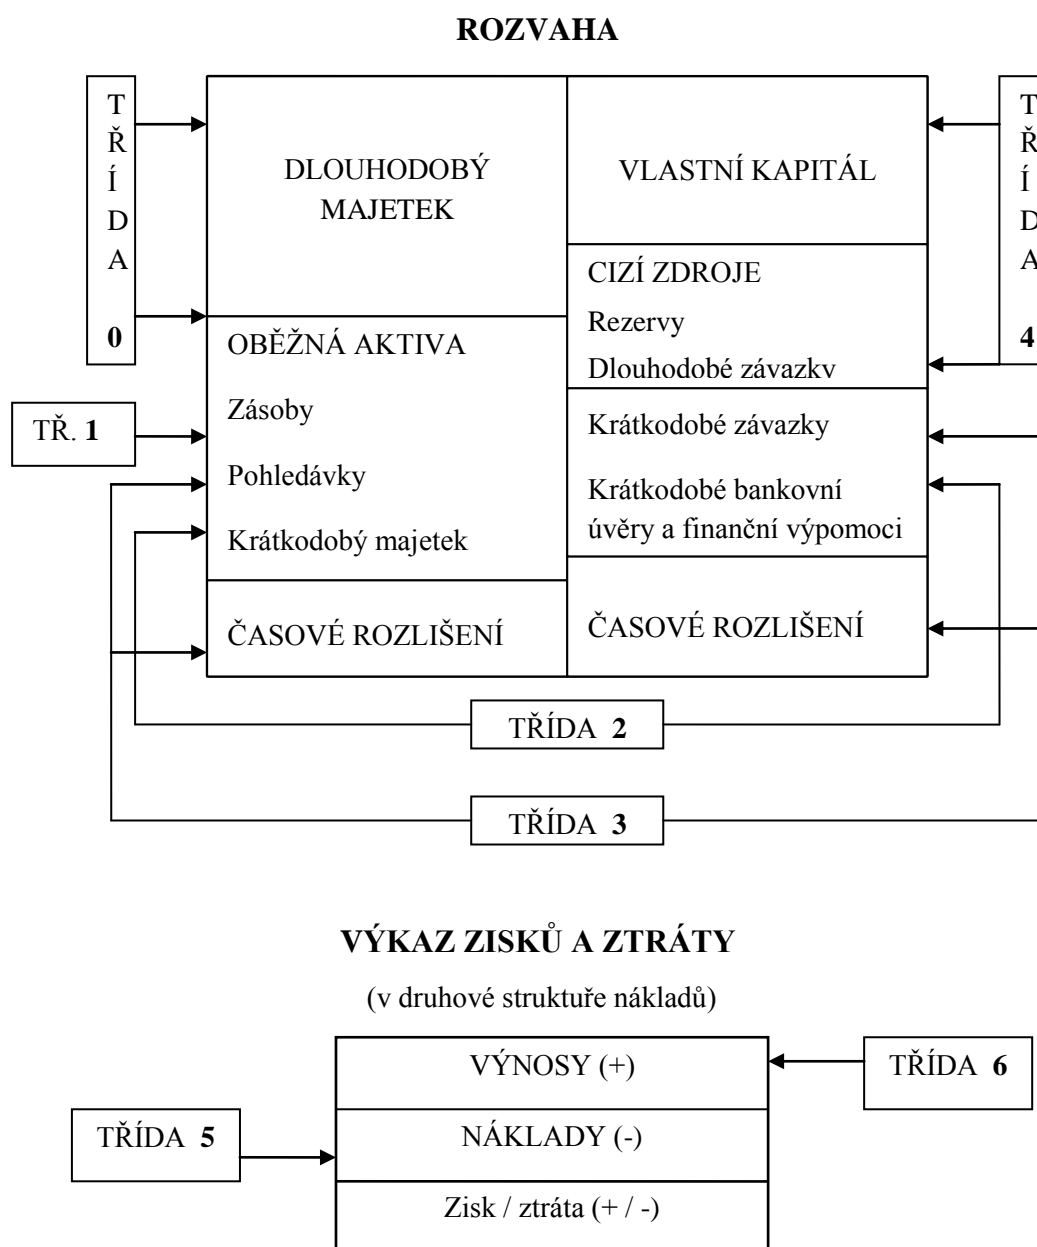 ROZVAHA
T
Ř
Í
D
A
0
DLOUHODOBÝ
MAJETEK
VLASTNÍ KAPITÁL
T
Ř
Í
D
A
4
CIZÍ ZDROJE
Rezervy
Dlouhodobé závazkv
OBĚŽNÁ AKTIVA
Zásoby
Pohledávky
Krátkodobý majetek
TŘ. 1
Krátkodobé závazky
Krátkodobé bankovní
úvěry a finanční výpomoci
ČASOVÉ ROZLIŠENÍ
ČASOVÉ ROZLIŠENÍ
TŘÍDA 2
TŘÍDA 3
VÝKAZ ZISKŮ A ZTRÁTY
(v druhové struktuře nákladů)
VÝNOSY (+)
TŘÍDA 6
TŘÍDA 5
NÁKLADY (-)
Zisk / ztráta (+ / -)